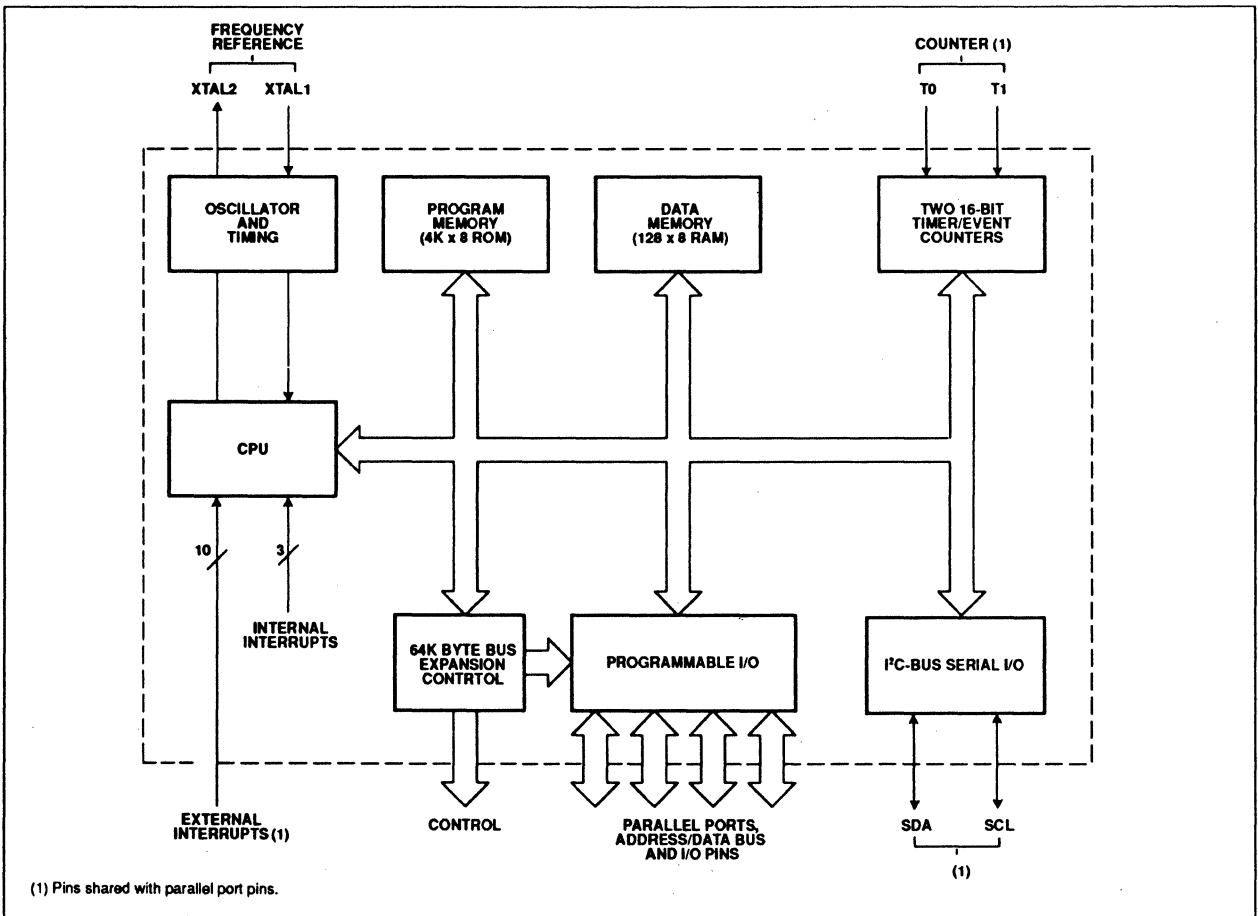 FREQUENCY
REFERENCE
XTAL2 XTAL1
COUNTER (1)
T0 T1
OSCILLATOR
AND
TIMING
PROGRAM
MEMORY
(4K x 8 ROM)
DATA
MEMORY
(128 x 8 RAM)
TWO 16-BIT
TIMER/EVENT
COUNTERS
CPU
10
3
INTERNAL
INTERRUPTS
64K BYTE BUS
EXPANSION
CONTRTOL
PROGRAMMABLE I/O
I²C-BUS SERIAL I/O
EXTERNAL
INTERRUPTS (1)
CONTROL
PARALLEL PORTS,
ADDRESS/DATA BUS
AND I/O PINS
SDA SCL
(1)
(1) Pins shared with parallel port pins.